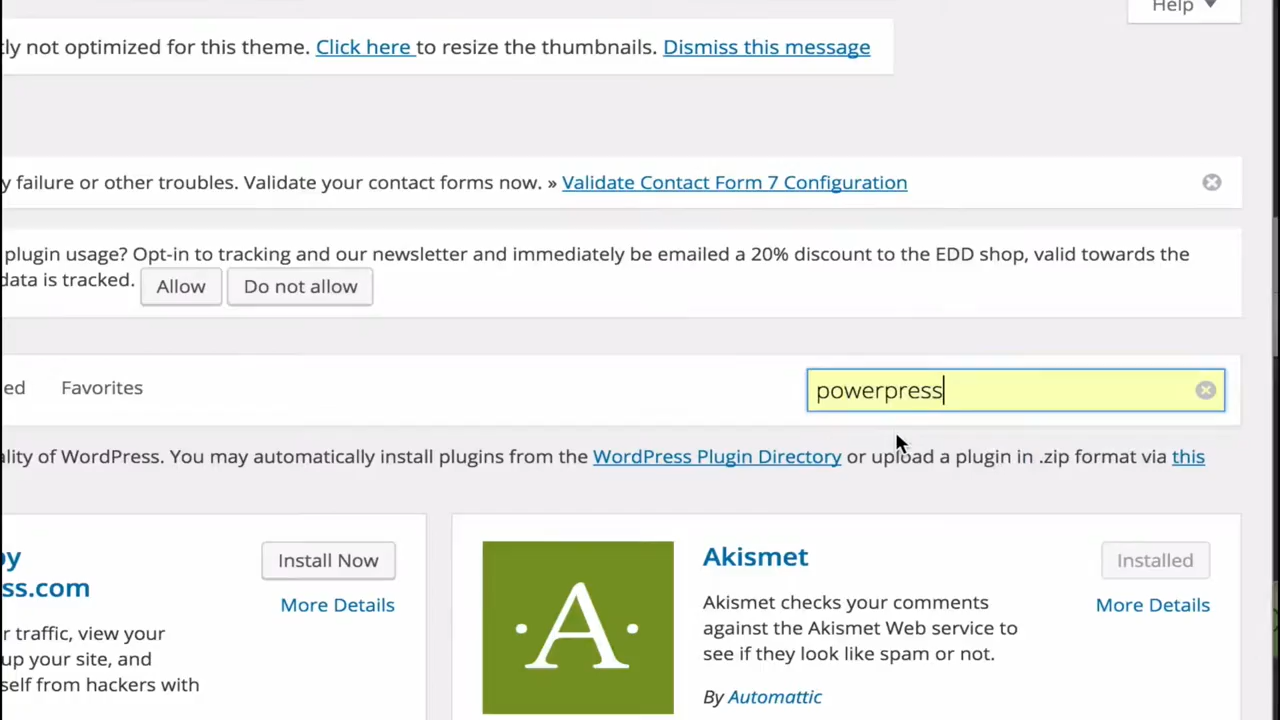 Help
tly not optimized for this theme. Click here to resize the thumbnails. Dismiss this message
y failure or other troubles. Validate your contact forms now. » Validate Contact Form 7 Configuration
plugin usage? Opt-in to tracking and our newsletter and immediately be emailed a 20% discount to the EDD shop, valid towards the
data is tracked. Allow Do not allow
ed Favorites powerpress
ality of WordPress. You may automatically install plugins from the WordPress Plugin Directory or upload a plugin in .zip format via this
by
ss.com
Install Now
More Details
r traffic, view your
up your site, and
self from hackers with
A
Akismet
Installed
More Details
Akismet checks your comments
against the Akismet Web service to
see if they look like spam or not.
By Automattic